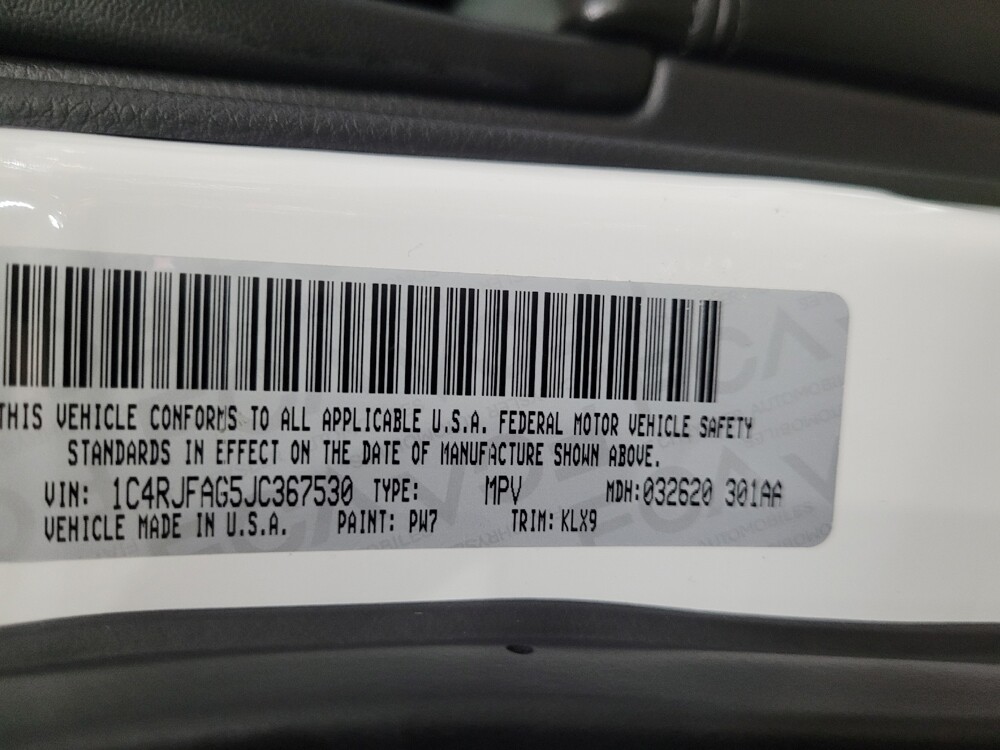 THIS VEHICLE CONFORMS TO ALL APPLICABLE U.S.A. FEDERAL MOTOR VEHICLE SAFETY
STANDARDS IN EFFECT ON THE DATE OF MANUFACTURE SHOWN ABOVE.
VIN: 1C4RJFAG5JC367530 TYPE: MPV MDH:032620 301AA
VEHICLE MADE IN U.S.A. PAINT: PW7 TRIM: KLX9